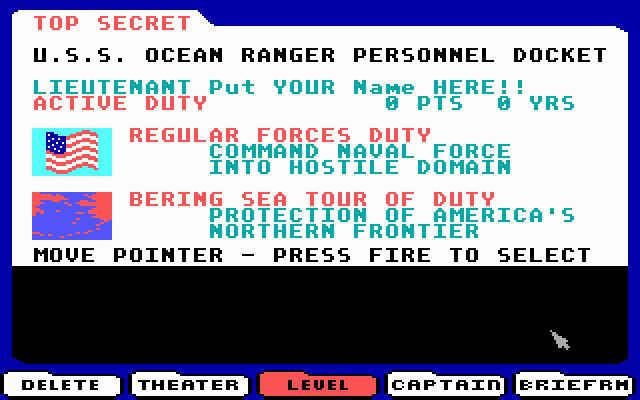 TOP SECRET
U.S.S. OCEAN RANGER PERSONNEL DOCKET
LIEUTENANT Put YOUR Name HERE!!
ACTIVE DUTY 0 PTS 0 YRS
REGULAR FORCES DUTY
COMMAND NAVAL FORCE
INTO HOSTILE DOMAIN
BERING SEA TOUR OF DUTY
PROTECTION OF AMERICA'S
NORTHERN FRONTIER
MOVE POINTER - PRESS FIRE TO SELECT
DELETE THEATER LEVEL CAPTAIN BRIEFRM